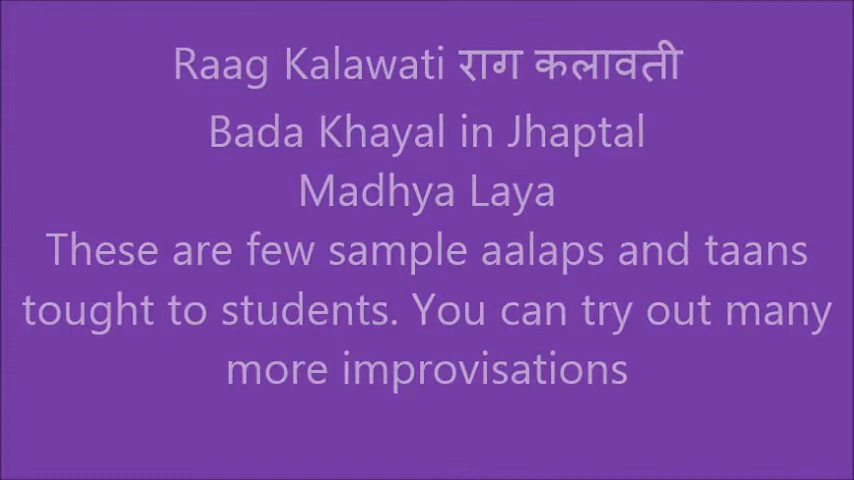 Raag Kalawati राग कलावती
Bada Khayal in Jhaptal
Madhya Laya
These are few sample aalaps and taans
tought to students. You can try out many
more improvisations